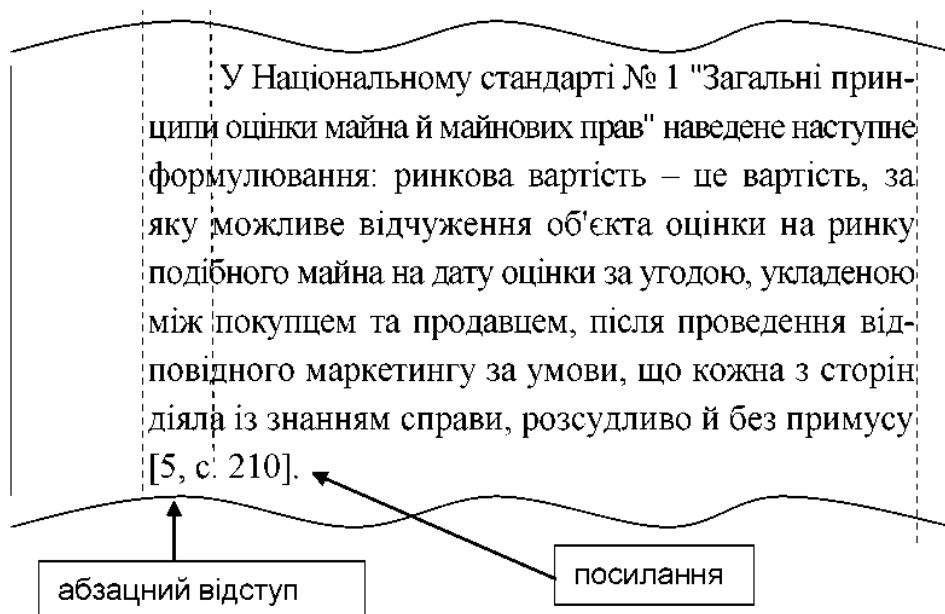 У Національному стандарті № 1 "Загальні прин-
ципи оцінки майна й майнових прав" наведене наступне
формулювання: ринкова вартість – це вартість, за
яку можливе відчуження об'єкта оцінки на ринку
подібного майна на дату оцінки за угодою, укладеною
між покупцем та продавцем, після проведення від-
повідного маркетингу за умови, що кожна з сторін
діяла із знанням справи, розсудливо й без примусу
[5, с. 210].
абзацний відступ
посилання